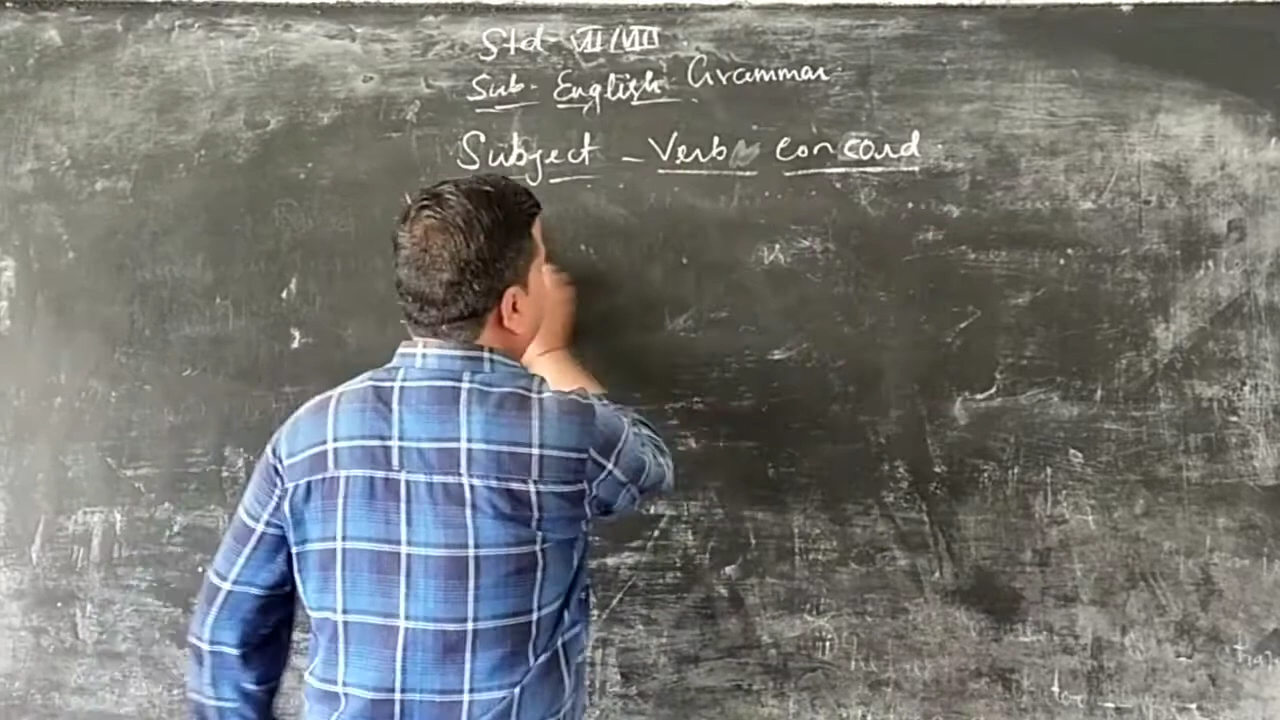 Std- VII/VIII.
Sub- English Grammar.
Subject - Verb concord